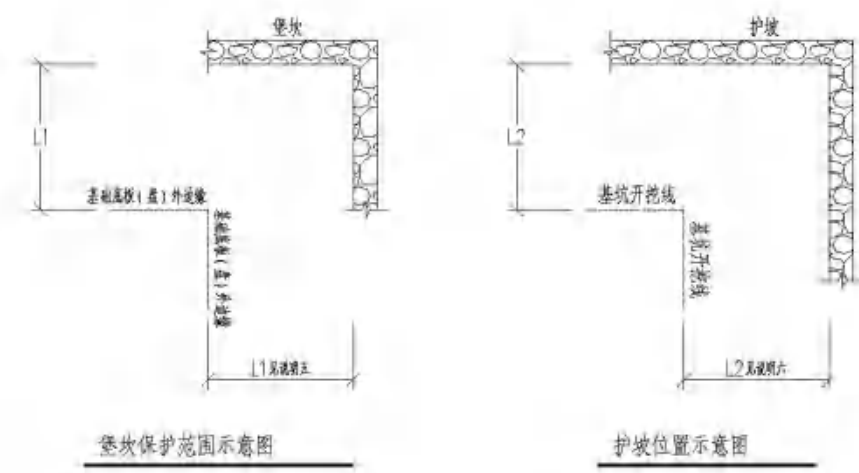 堡坎
护坡
L1
L2
基础底板(盘)外边缘
基坑开挖线
基础底板(盘)外边缘
基坑开挖线
L1见说明五
L2见说明六
堡坎保护范围示意图
护坡位置示意图